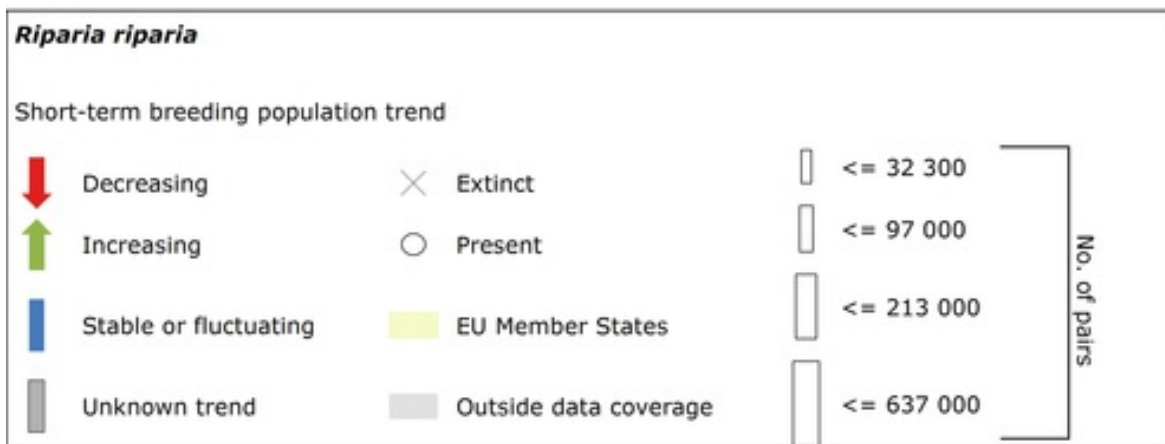 Riparia riparia
Short-term breeding population trend
Decreasing
Extinct
<= 32 300
Increasing
Present
<= 97 000
Stable or fluctuating
EU Member States
<= 213 000
Unknown trend
Outside data coverage
<= 637 000
No. of pairs